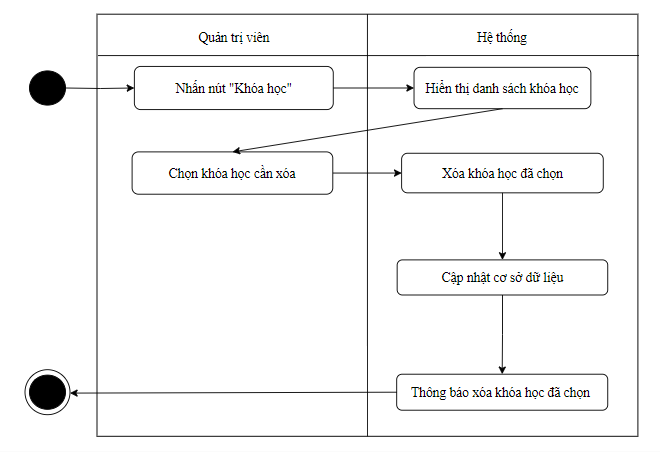 Quản trị viên
Hệ thống
Nhấn nút "Khóa học"
Hiển thị danh sách khóa học
Chọn khóa học cần xóa
Xóa khóa học đã chọn
Cập nhật cơ sở dữ liệu
Thông báo xóa khóa học đã chọn